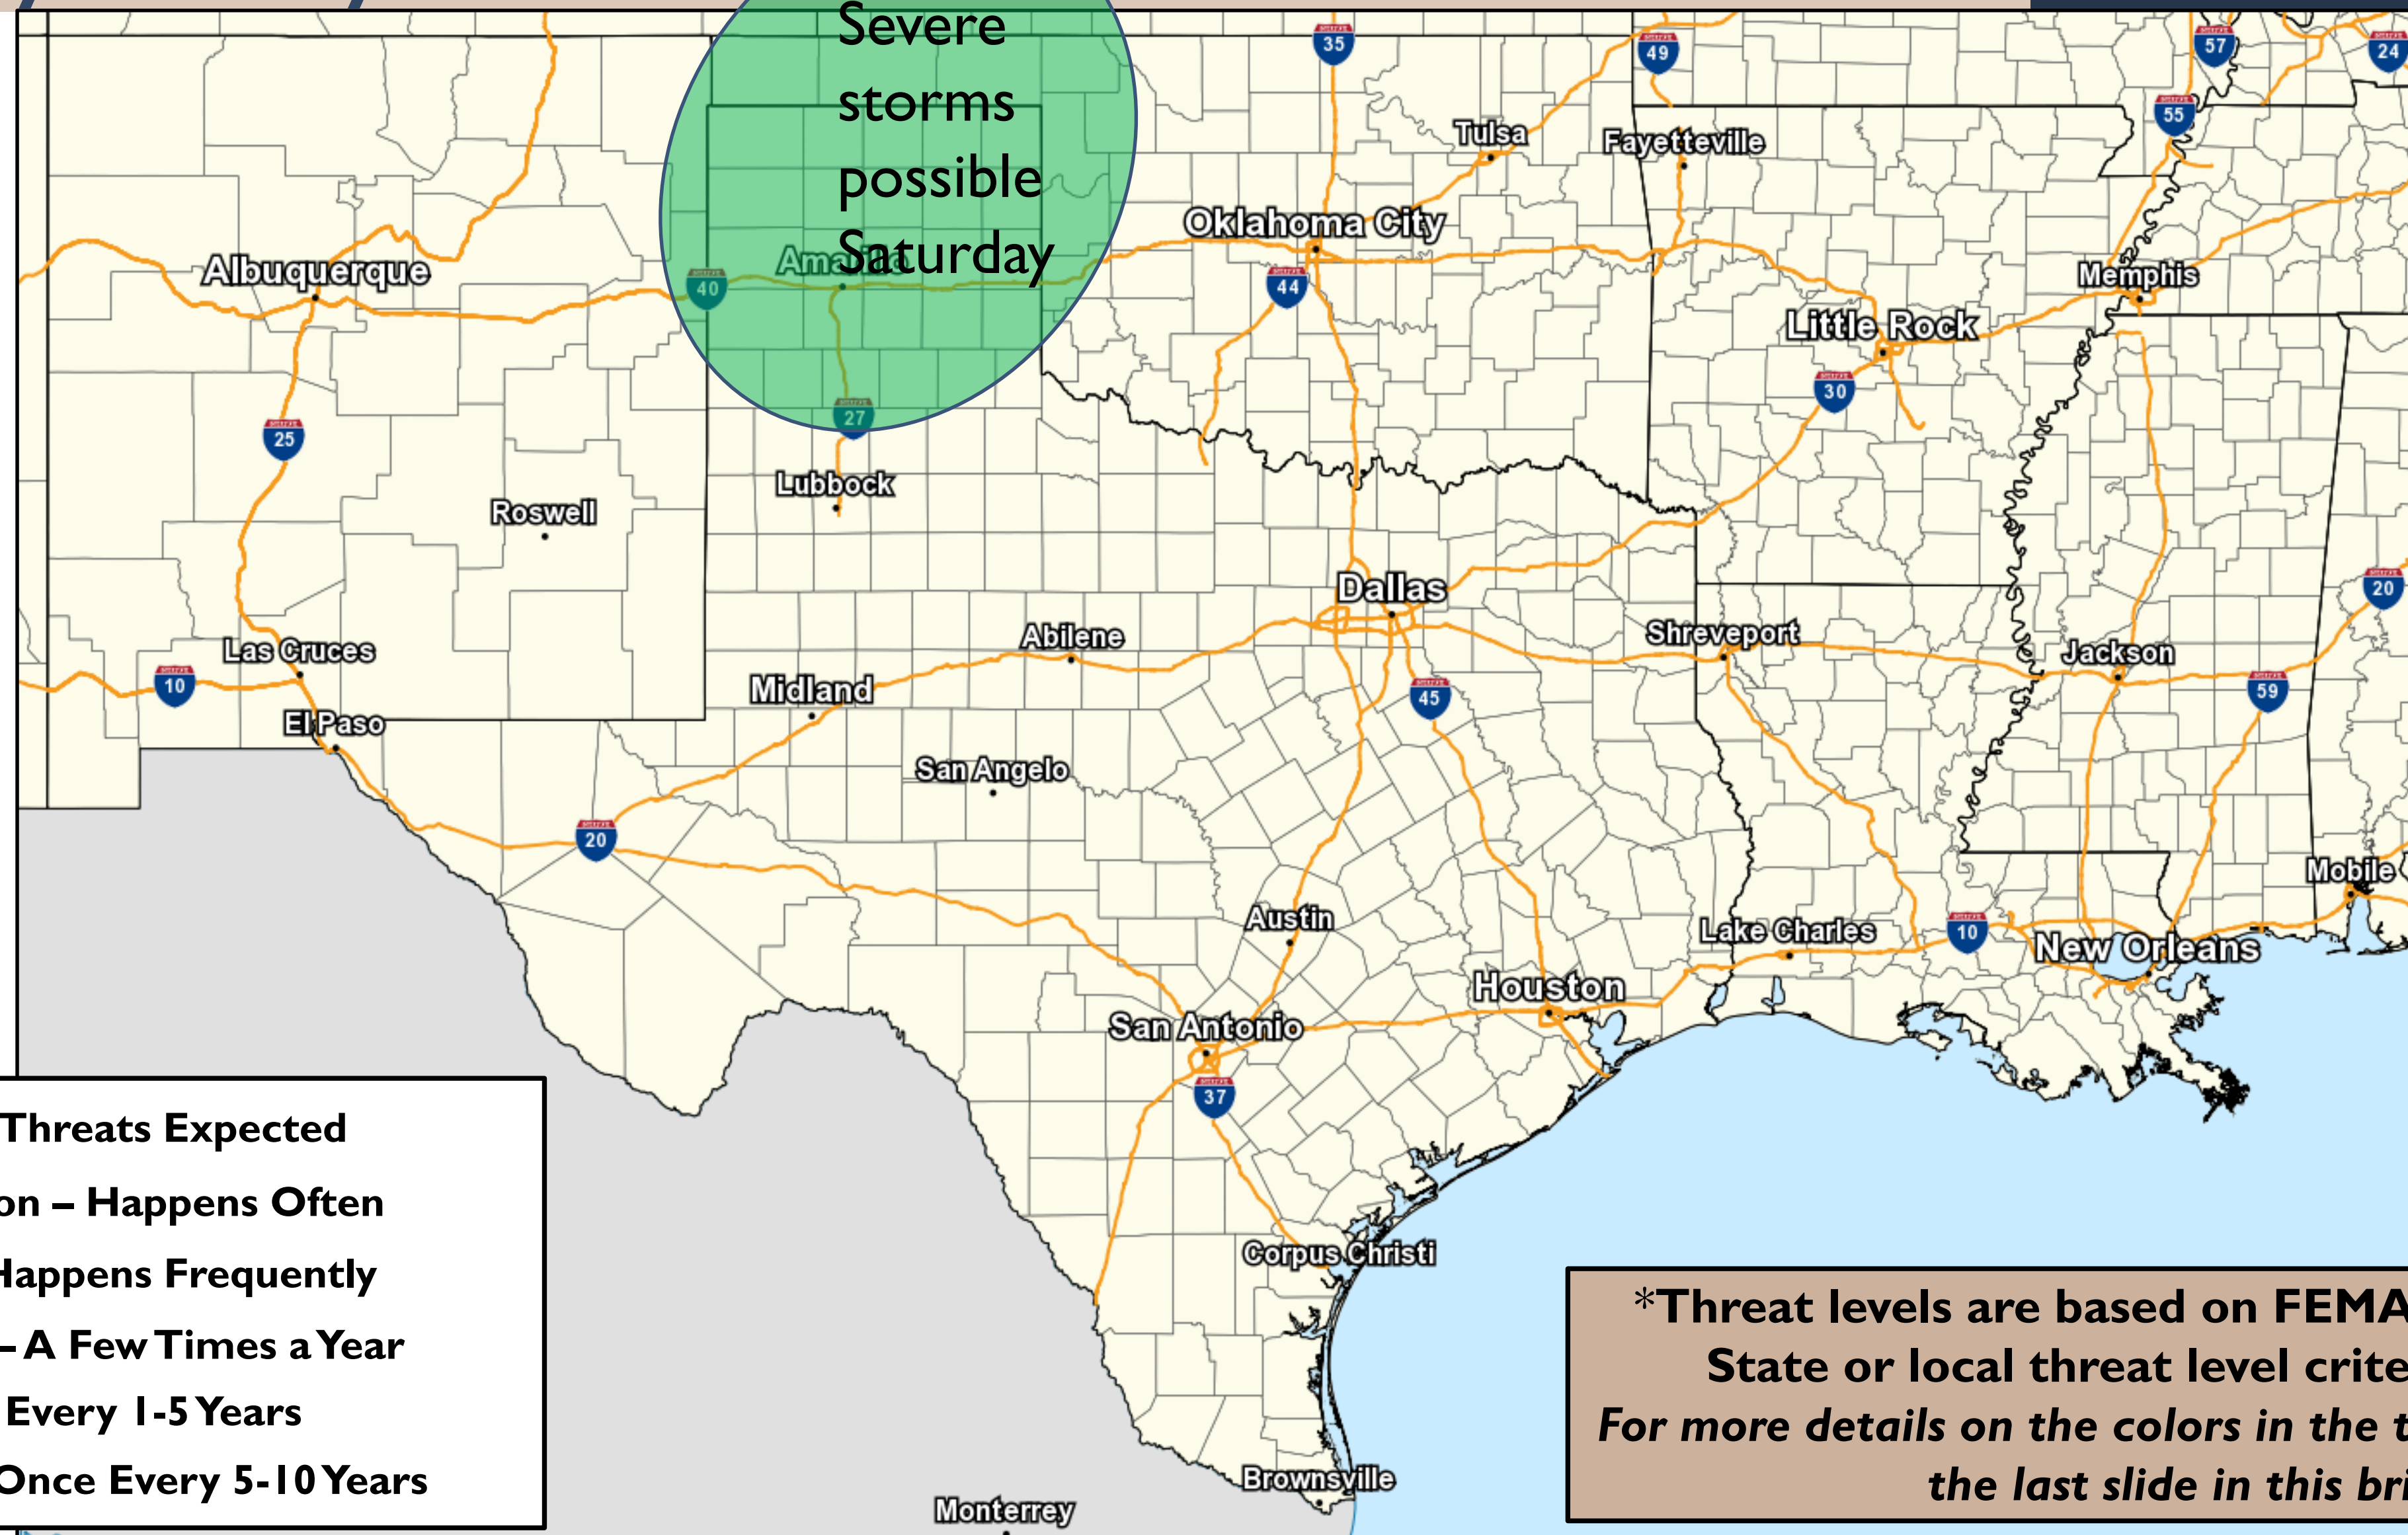 Severe
storms
possible
Saturday
35
49
57
24
55
Tulsa
Fayetteville
Oklahoma City
Albuquerque
40
44
Memphis
Little Rock
30
27
25
Lubbock
Roswell
Dallas
20
Abilene
Shreveport
Las Cruces
Jackson
10
Midland
45
59
El Paso
San Angelo
20
Mobile
Austin
Lake Charles
10
New Orleans
Houston
San Antonio
37
Corpus Christi
Brownsville
Monterrey
Threats Expected
on – Happens Often
Happens Frequently
– A Few Times a Year
Every 1-5 Years
Once Every 5-10 Years
*Threat levels are based on FEMA
State or local threat level crite
For more details on the colors in the t
the last slide in this bri